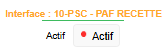 Interface : 10-PSC - PAF RECETTE
Actif Actif